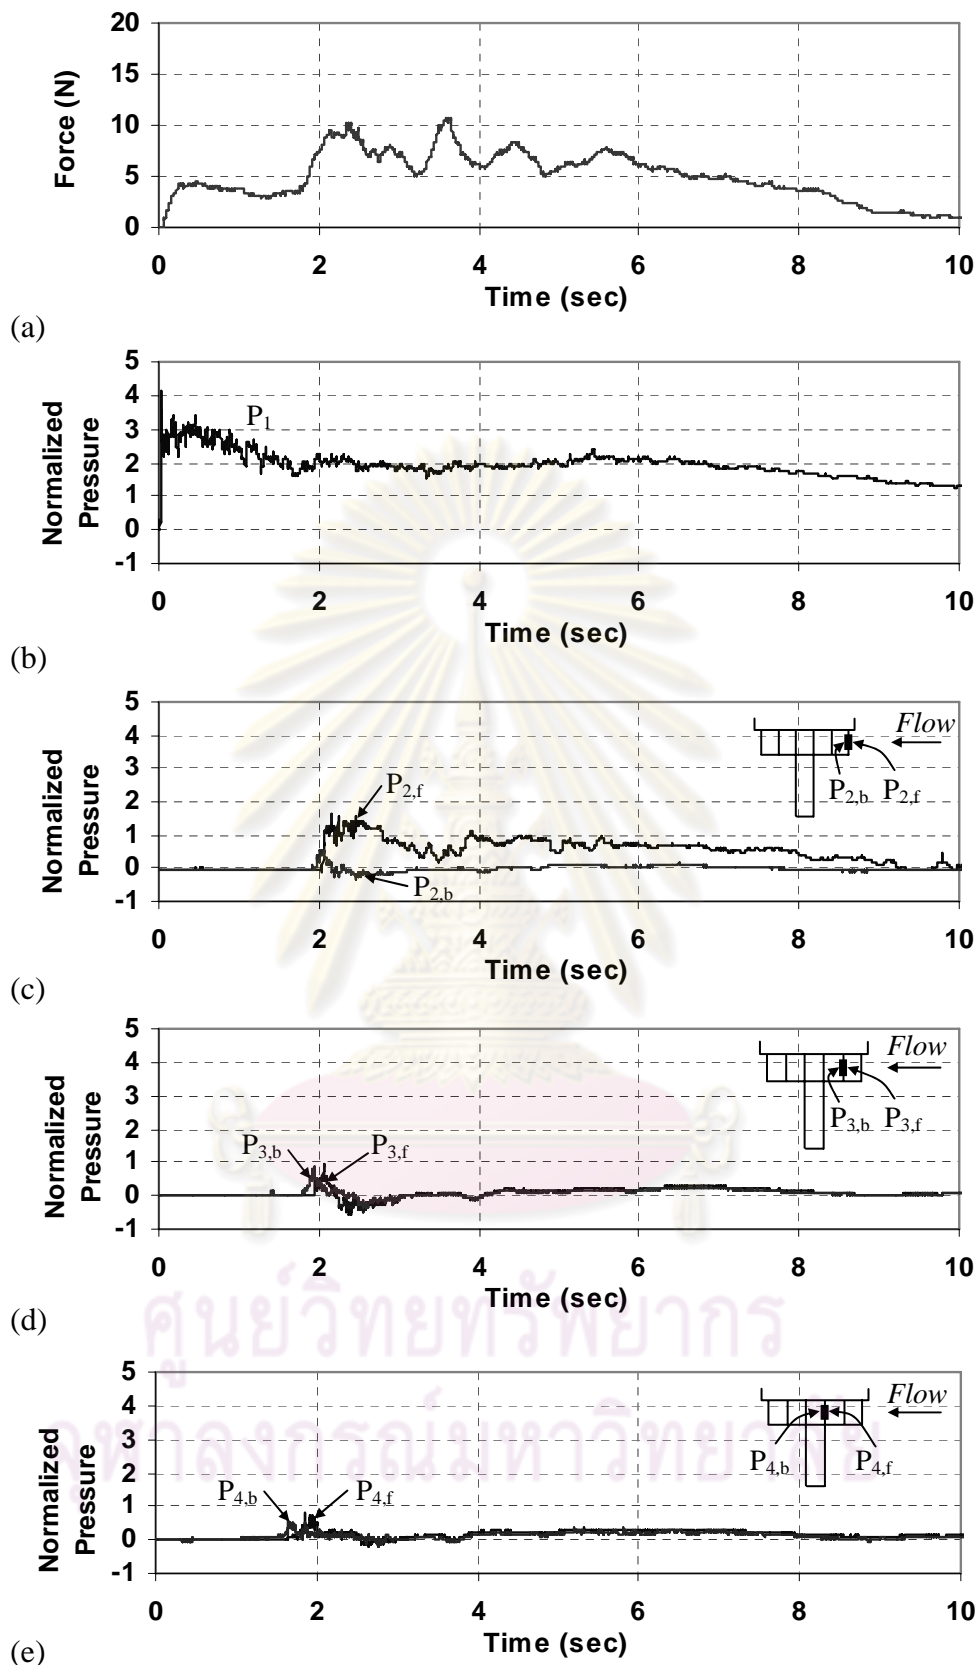 20
15
10
5
0
Force (N)
0 2 4 6 8 10
Time (sec)
(a)
5
4
3
2
1
0
-1
Normalized
Pressure
P1
0 2 4 6 8 10
Time (sec)
(b)
5
4
3
2
1
0
-1
Normalized
Pressure
Flow
P2,b P2,f
P2,f
P2,b
0 2 4 6 8 10
Time (sec)
(c)
5
4
3
2
1
0
-1
Normalized
Pressure
Flow
P3,b P3,f
P3,b P3,f
0 2 4 6 8 10
Time (sec)
(d)
ศูนย์วิทยทรัพยากร
5
4
3
2
1
0
-1
Normalized
Pressure
Flow
จุฬาลงกรณ์มหาวิทยาลัย
P4,b P4,f
P4,b P4,f
0 2 4 6 8 10
Time (sec)
(e)